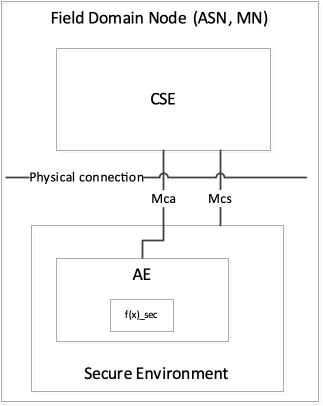 Field Domain Node (ASN, MN)
CSE
Physical connection
Mca
Mcs
AE
f(x)_sec
Secure Environment